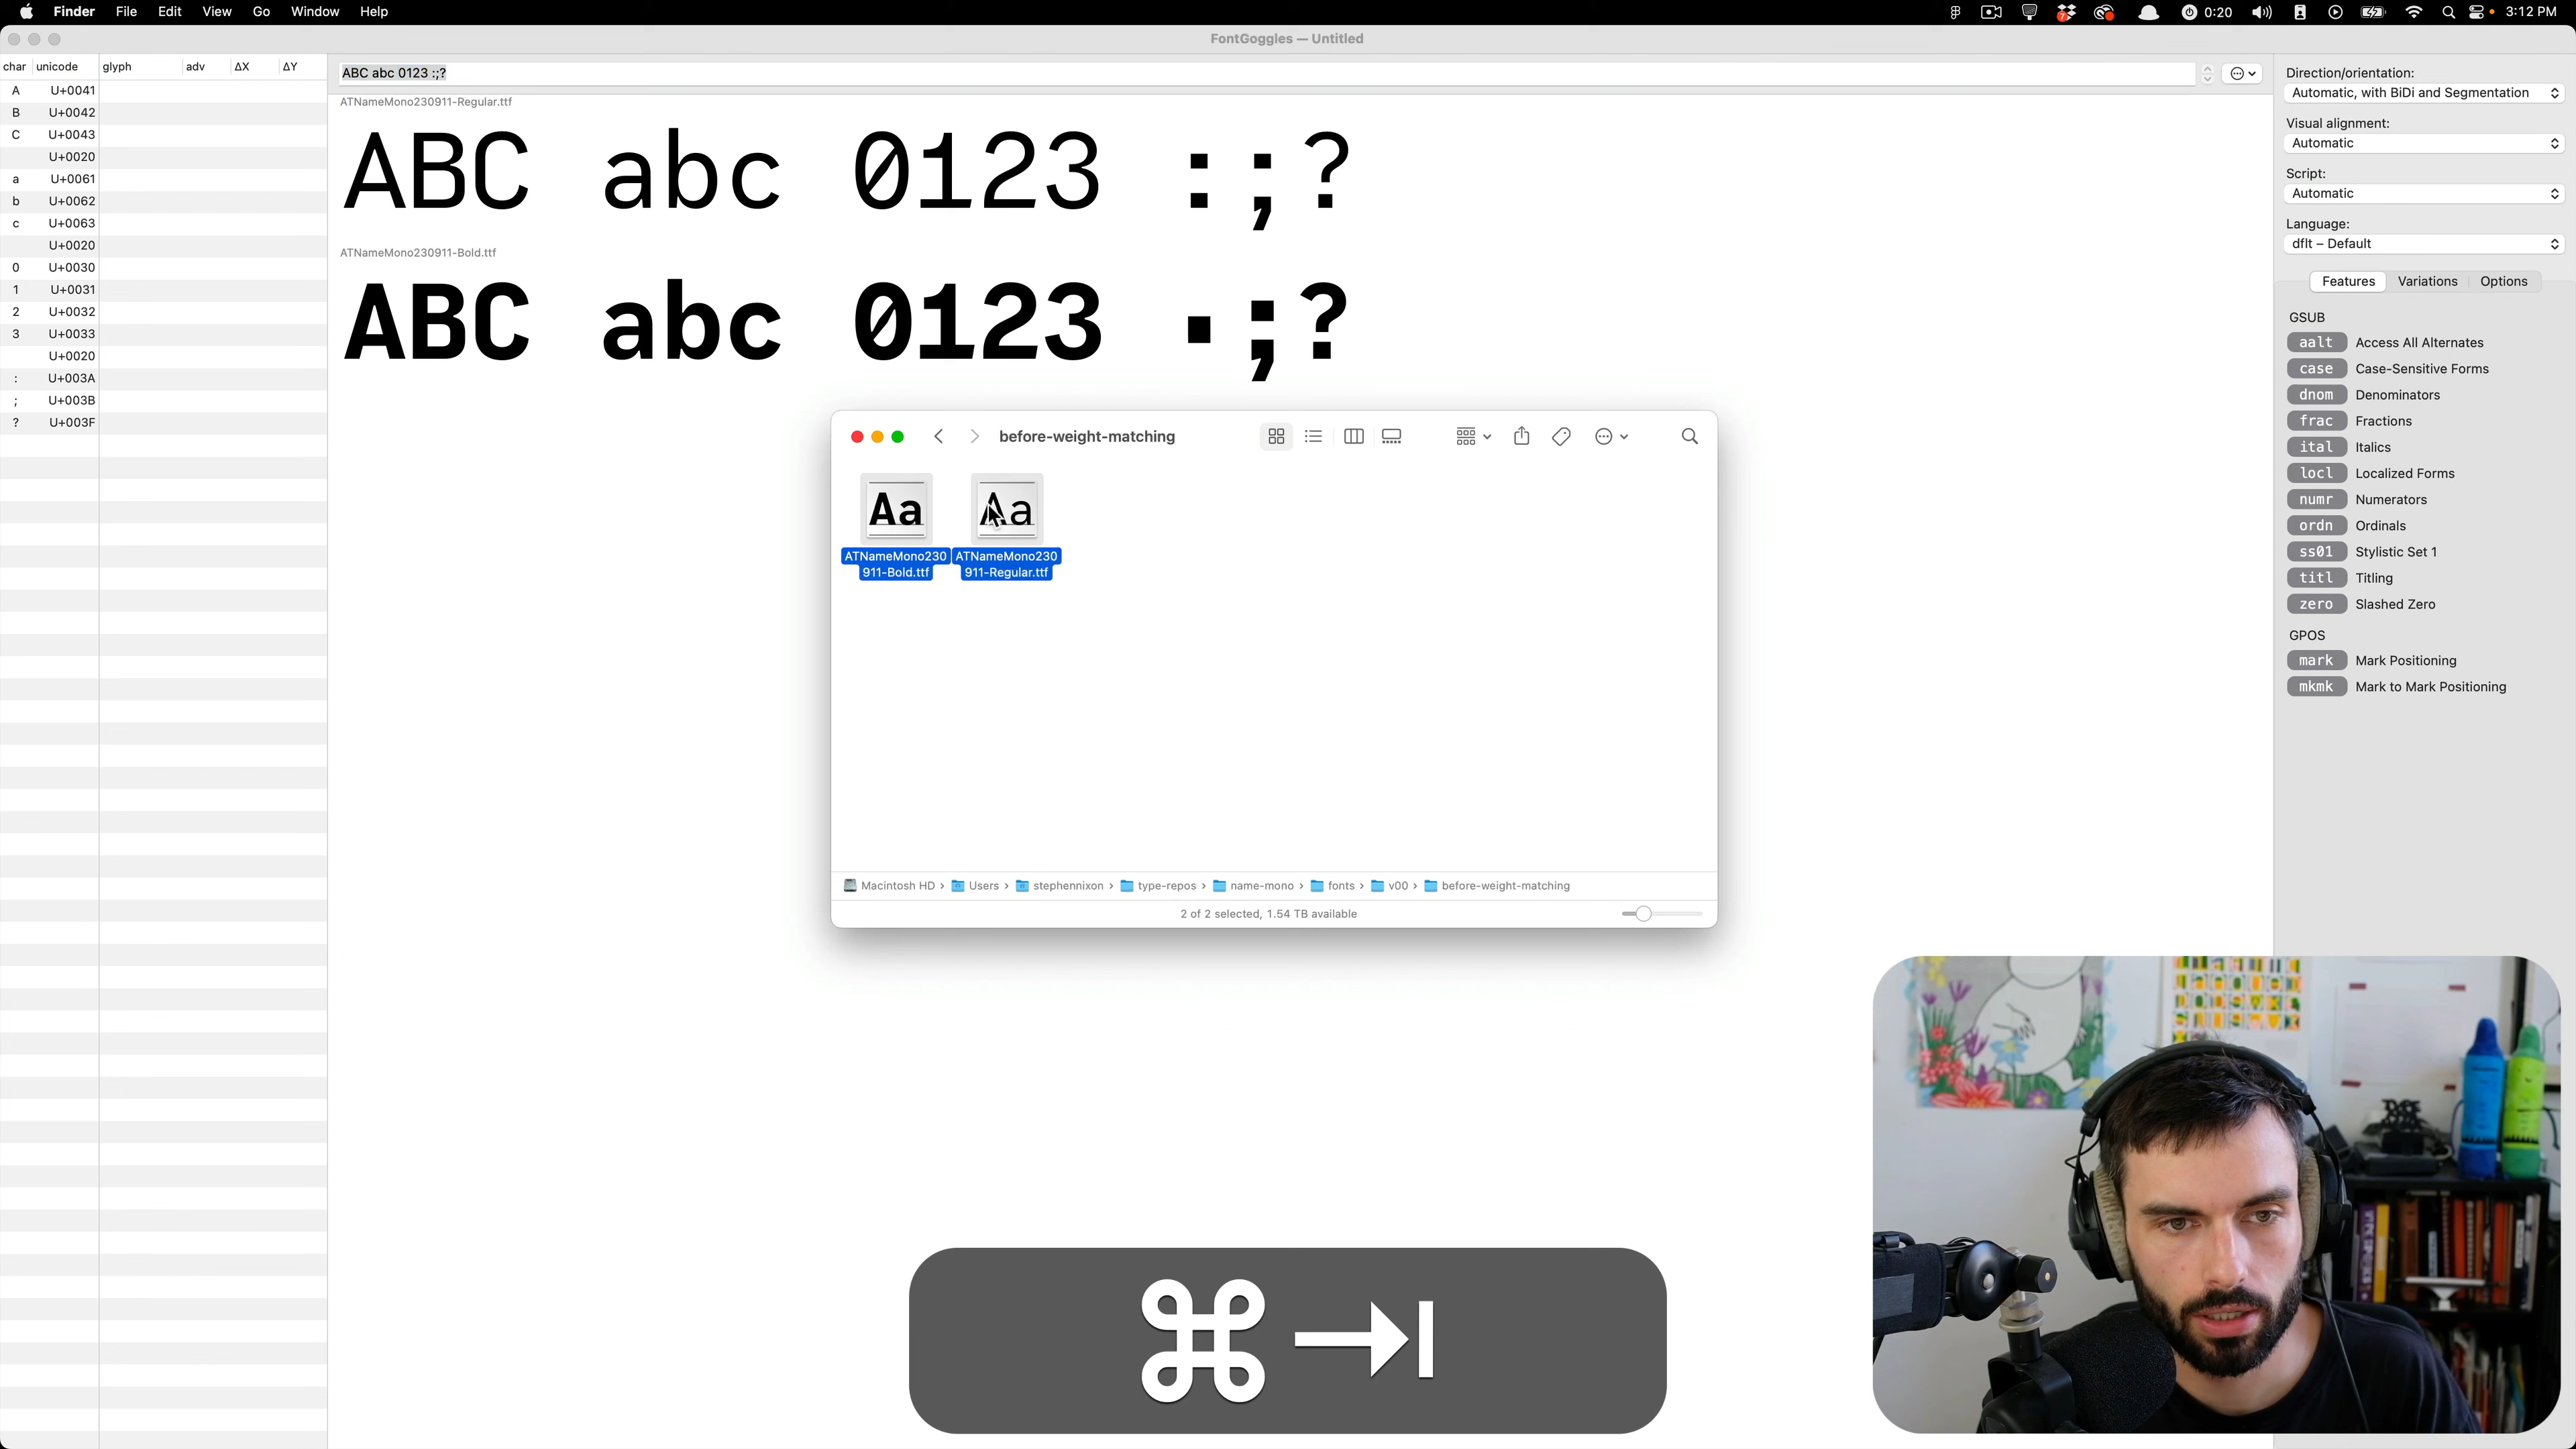 Finder File Edit View Go Window Help
0:20 3:12 PM
FontGoggles — Untitled
char unicode glyph adv ΔX ΔY
A U+0041
B U+0042
C U+0043
U+0020
a U+0061
b U+0062
c U+0063
U+0020
0 U+0030
1 U+0031
2 U+0032
3 U+0033
U+0020
: U+003A
; U+003B
? U+003F
ABC abc 0123 :;?
ATNameMono230911-Regular.ttf
ABC abc 0123 :;?
ATNameMono230911-Bold.ttf
ABC abc 0123 ·;?
before-weight-matching
Aa Aa
ATNameMono230
911-Bold.ttf
ATNameMono230
911-Regular.ttf
Macintosh HD › Users › stephennixon › type-repos › name-mono › fonts › v00 › before-weight-matching
2 of 2 selected, 1.54 TB available
Direction/orientation:
Automatic, with BiDi and Segmentation
Visual alignment:
Automatic
Script:
Automatic
Language:
dflt – Default
Features Variations Options
GSUB
aalt Access All Alternates
case Case-Sensitive Forms
dnom Denominators
frac Fractions
ital Italics
locl Localized Forms
numr Numerators
ordn Ordinals
ss01 Stylistic Set 1
titl Titling
zero Slashed Zero
GPOS
mark Mark Positioning
mkmk Mark to Mark Positioning
⌘⇥